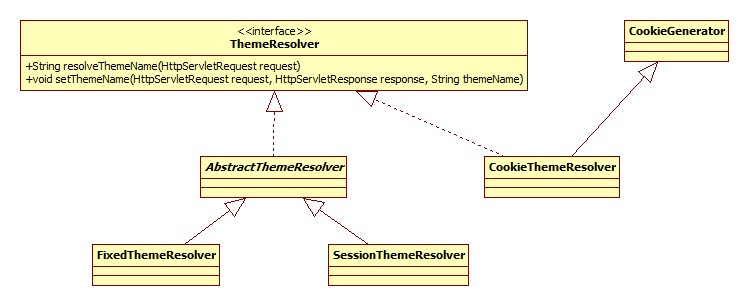 <<interface>>
ThemeResolver
+String resolveThemeName(HttpServletRequest request)
+void setThemeName(HttpServletRequest request, HttpServletResponse response, String themeName)
CookieGenerator
AbstractThemeResolver
CookieThemeResolver
FixedThemeResolver
SessionThemeResolver